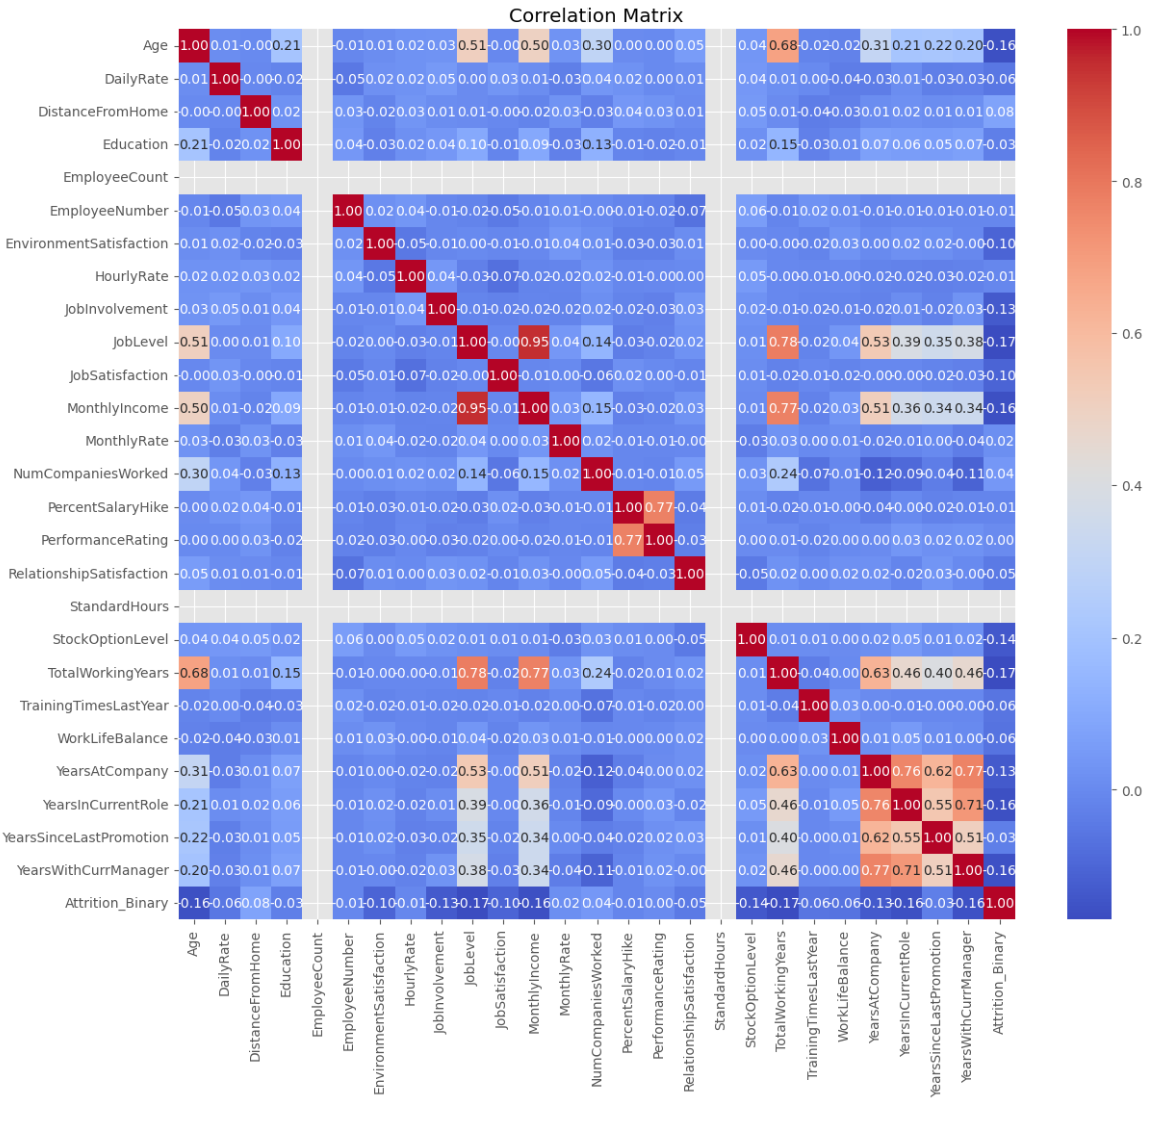 Correlation Matrix
Age 1.00 0.01 -0.00 0.21 -0.01 0.01 0.02 0.03 0.51 -0.00 0.50 0.03 0.30 0.00 0.00 0.05 0.04 0.68 -0.02 -0.02 0.31 0.21 0.22 0.20 -0.16
DailyRate 0.01 1.00 -0.00 -0.02 -0.05 0.02 0.02 0.05 0.00 0.03 0.01 -0.03 0.04 0.02 0.00 0.01 0.04 0.01 0.00 -0.04 -0.03 0.01 -0.03 -0.03 -0.06
DistanceFromHome -0.00 -0.00 1.00 0.02 0.03 -0.02 0.03 0.01 0.01 -0.00 -0.02 0.03 -0.03 0.04 0.03 0.01 0.05 0.01 -0.04 -0.03 0.01 0.02 0.01 0.01 0.08
Education 0.21 -0.02 0.02 1.00 0.04 -0.03 0.02 0.04 0.10 -0.01 0.09 -0.03 0.13 -0.01 -0.02 -0.01 0.02 0.15 -0.03 0.01 0.07 0.06 0.05 0.07 -0.03
EmployeeCount
EmployeeNumber -0.01 -0.05 0.03 0.04 1.00 0.02 0.04 -0.01 -0.02 -0.05 -0.01 0.01 -0.00 -0.01 -0.02 -0.07 0.06 -0.01 0.02 0.01 -0.01 -0.01 -0.01 -0.01 -0.01
EnvironmentSatisfaction 0.01 0.02 -0.02 -0.03 0.02 1.00 -0.05 -0.01 0.00 -0.01 -0.01 0.04 0.01 -0.03 -0.03 0.01 0.00 -0.00 -0.02 0.03 0.00 0.02 0.02 -0.00 -0.10
HourlyRate 0.02 0.02 0.03 0.02 0.04 -0.05 1.00 0.04 -0.03 -0.07 -0.02 -0.02 0.02 -0.01 -0.00 0.00 0.05 -0.00 -0.01 -0.00 -0.02 -0.02 -0.03 -0.02 -0.01
JobInvolvement 0.03 0.05 0.01 0.04 -0.01 -0.01 0.04 1.00 -0.01 -0.02 -0.02 -0.02 0.02 -0.02 -0.03 0.03 0.02 -0.01 -0.02 -0.01 -0.02 0.01 -0.02 0.03 -0.13
JobLevel 0.51 0.00 0.01 0.10 -0.02 0.00 -0.03 -0.01 1.00 -0.00 0.95 0.04 0.14 -0.03 -0.02 0.02 0.01 0.78 -0.02 0.04 0.53 0.39 0.35 0.38 -0.17
JobSatisfaction -0.00 0.03 -0.00 -0.01 -0.05 -0.01 -0.07 -0.02 -0.00 1.00 -0.01 0.00 -0.06 0.02 0.00 -0.01 0.01 -0.02 -0.01 -0.02 -0.00 -0.00 -0.02 -0.03 -0.10
MonthlyIncome 0.50 0.01 -0.02 0.09 -0.01 -0.01 -0.02 -0.02 0.95 -0.01 1.00 0.03 0.15 -0.03 -0.02 0.03 0.01 0.77 -0.02 0.03 0.51 0.36 0.34 0.34 -0.16
MonthlyRate 0.03 -0.03 0.03 -0.03 0.01 0.04 -0.02 -0.02 0.04 0.00 0.03 1.00 0.02 -0.01 -0.01 -0.00 -0.03 0.03 0.00 0.01 -0.02 -0.01 0.00 -0.04 0.02
NumCompaniesWorked 0.30 0.04 -0.03 0.13 -0.00 0.01 0.02 0.02 0.14 -0.06 0.15 0.02 1.00 -0.01 -0.01 0.05 0.03 0.24 -0.07 -0.01 -0.12 -0.09 -0.04 -0.11 0.04
PercentSalaryHike 0.00 0.02 0.04 -0.01 -0.01 -0.03 -0.01 -0.02 -0.03 0.02 -0.03 -0.01 -0.01 1.00 0.77 -0.04 0.01 -0.02 -0.01 -0.00 -0.04 -0.00 -0.02 -0.01 -0.01
PerformanceRating 0.00 0.00 0.03 -0.02 -0.02 -0.03 -0.00 -0.03 -0.02 0.00 -0.02 -0.01 -0.01 0.77 1.00 -0.03 0.00 0.01 -0.02 0.00 0.00 0.03 0.02 0.02 0.00
RelationshipSatisfaction 0.05 0.01 0.01 -0.01 -0.07 0.01 0.00 0.03 0.02 -0.01 0.03 -0.00 0.05 -0.04 -0.03 1.00 -0.05 0.02 0.00 0.02 0.02 -0.02 0.03 -0.00 -0.05
StandardHours
StockOptionLevel 0.04 0.04 0.05 0.02 0.06 0.00 0.05 0.02 0.01 0.01 0.01 -0.03 0.03 0.01 0.00 -0.05 1.00 0.01 0.01 0.00 0.02 0.05 0.01 0.02 -0.14
TotalWorkingYears 0.68 0.01 0.01 0.15 -0.01 -0.00 -0.00 -0.01 0.78 -0.02 0.77 0.03 0.24 -0.02 0.01 0.02 0.01 1.00 -0.04 0.00 0.63 0.46 0.40 0.46 -0.17
TrainingTimesLastYear -0.02 0.00 -0.04 -0.03 0.02 -0.02 -0.01 -0.02 -0.02 -0.01 -0.02 0.00 -0.07 -0.01 -0.02 0.00 0.01 -0.04 1.00 0.03 0.00 -0.01 -0.00 -0.00 -0.06
WorkLifeBalance -0.02 -0.04 -0.03 0.01 0.01 0.03 -0.00 -0.01 0.04 -0.02 0.03 0.01 -0.01 -0.00 0.00 0.02 0.00 0.00 0.03 1.00 0.01 0.05 0.01 0.00 -0.06
YearsAtCompany 0.31 -0.03 0.01 0.07 -0.01 0.00 -0.02 -0.02 0.53 -0.00 0.51 -0.02 -0.12 -0.04 0.00 0.02 0.02 0.63 0.00 0.01 1.00 0.76 0.62 0.77 -0.13
YearsInCurrentRole 0.21 0.01 0.02 0.06 -0.01 0.02 -0.02 0.01 0.39 -0.00 0.36 -0.01 -0.09 -0.00 0.03 -0.02 0.05 0.46 -0.01 0.05 0.76 1.00 0.55 0.71 -0.16
YearsSinceLastPromotion 0.22 -0.03 0.01 0.05 -0.01 0.02 -0.03 -0.02 0.35 -0.02 0.34 0.00 -0.04 -0.02 0.02 0.03 0.01 0.40 -0.00 0.01 0.62 0.55 1.00 0.51 -0.03
YearsWithCurrManager 0.20 -0.03 0.01 0.07 -0.01 -0.00 -0.02 0.03 0.38 -0.03 0.34 -0.04 -0.11 -0.01 0.02 -0.00 0.02 0.46 -0.00 0.00 0.77 0.71 0.51 1.00 -0.16
Attrition_Binary -0.16 -0.06 0.08 -0.03 -0.01 -0.10 -0.01 -0.13 -0.17 -0.10 -0.16 0.02 0.04 -0.01 0.00 -0.05 -0.14 -0.17 -0.06 -0.06 -0.13 -0.16 -0.03 -0.16 1.00
Age
DailyRate
DistanceFromHome
Education
EmployeeCount
EmployeeNumber
EnvironmentSatisfaction
HourlyRate
JobInvolvement
JobLevel
JobSatisfaction
MonthlyIncome
MonthlyRate
NumCompaniesWorked
PercentSalaryHike
PerformanceRating
RelationshipSatisfaction
StandardHours
StockOptionLevel
TotalWorkingYears
TrainingTimesLastYear
WorkLifeBalance
YearsAtCompany
YearsInCurrentRole
YearsSinceLastPromotion
YearsWithCurrManager
Attrition_Binary
1.0
0.8
0.6
0.4
0.2
0.0